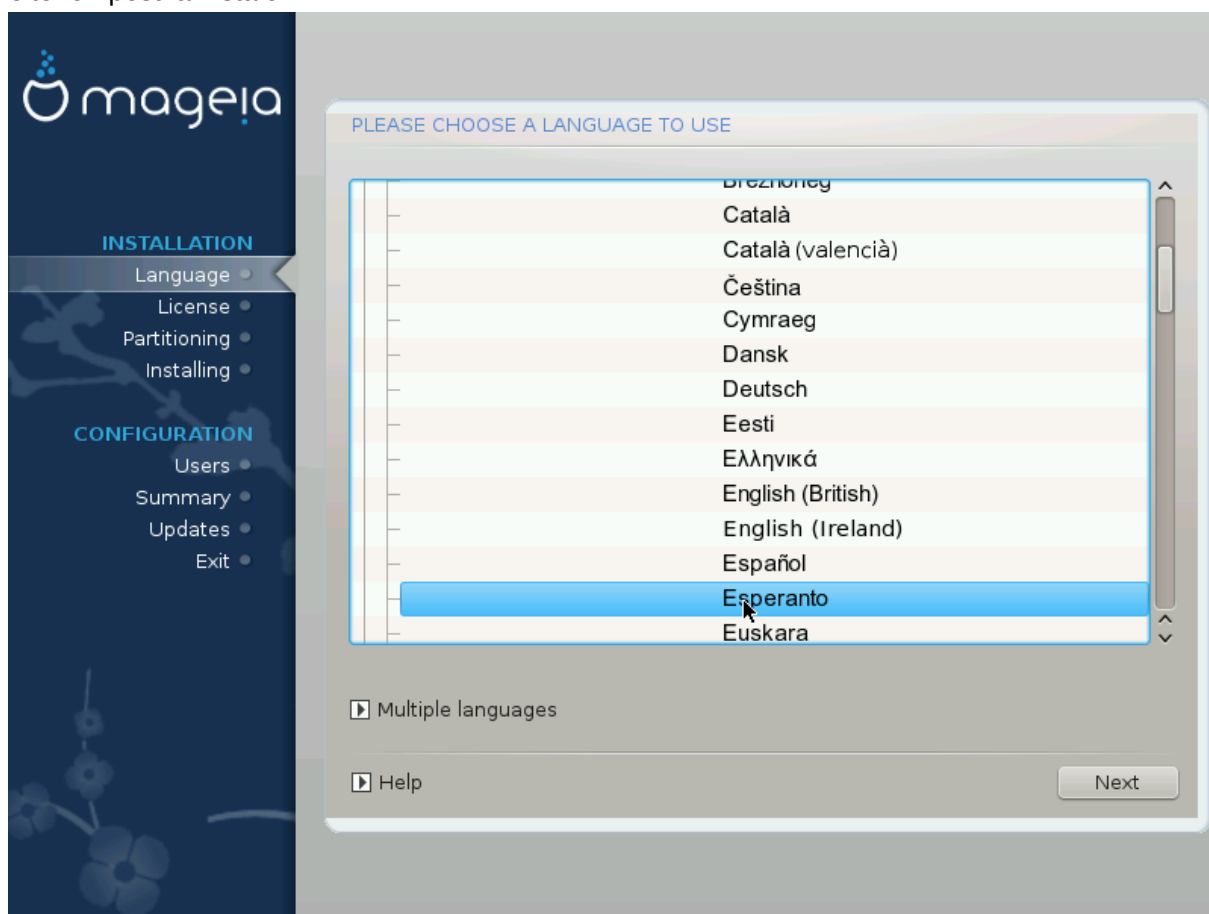 mageia
PLEASE CHOOSE A LANGUAGE TO USE
INSTALLATION
Language
License
Partitioning
Installing
CONFIGURATION
Users
Summary
Updates
Exit
Brezhoneg
Català
Català (valencià)
Čeština
Cymraeg
Dansk
Deutsch
Eesti
Ελληνικά
English (British)
English (Ireland)
Español
Esperanto
Euskara
Multiple languages
Help
Next